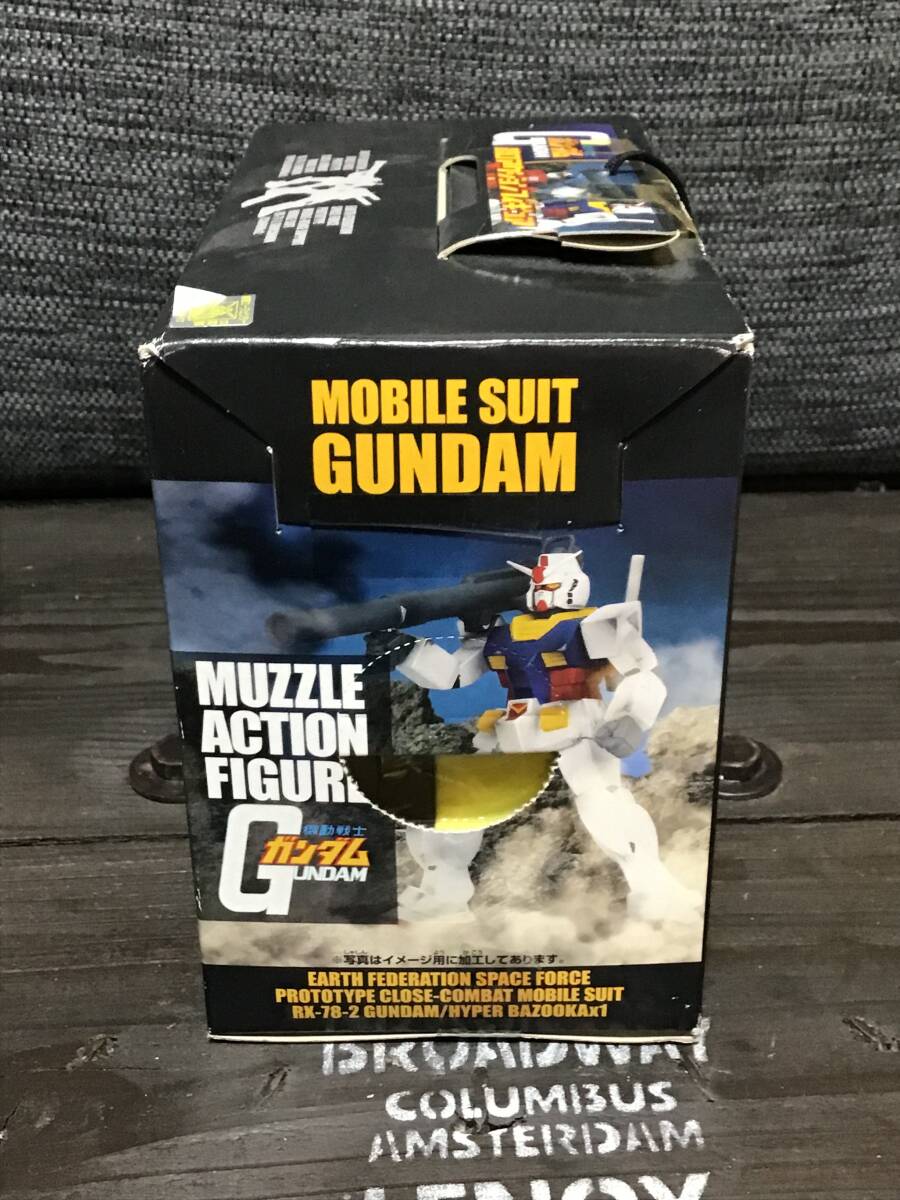 MOBILE SUIT
GUNDAM
MUZZLE
ACTION
FIGURE
機動戦士
ガンダム
GUNDAM
※写真はイメージ用に加工してあります。
EARTH FEDERATION SPACE FORCE
PROTOTYPE CLOSE-COMBAT MOBILE SUIT
RX-78-2 GUNDAM/HYPER BAZOOKAx1
BROADWAY
COLUMBUS
AMSTERDAM
LENOX